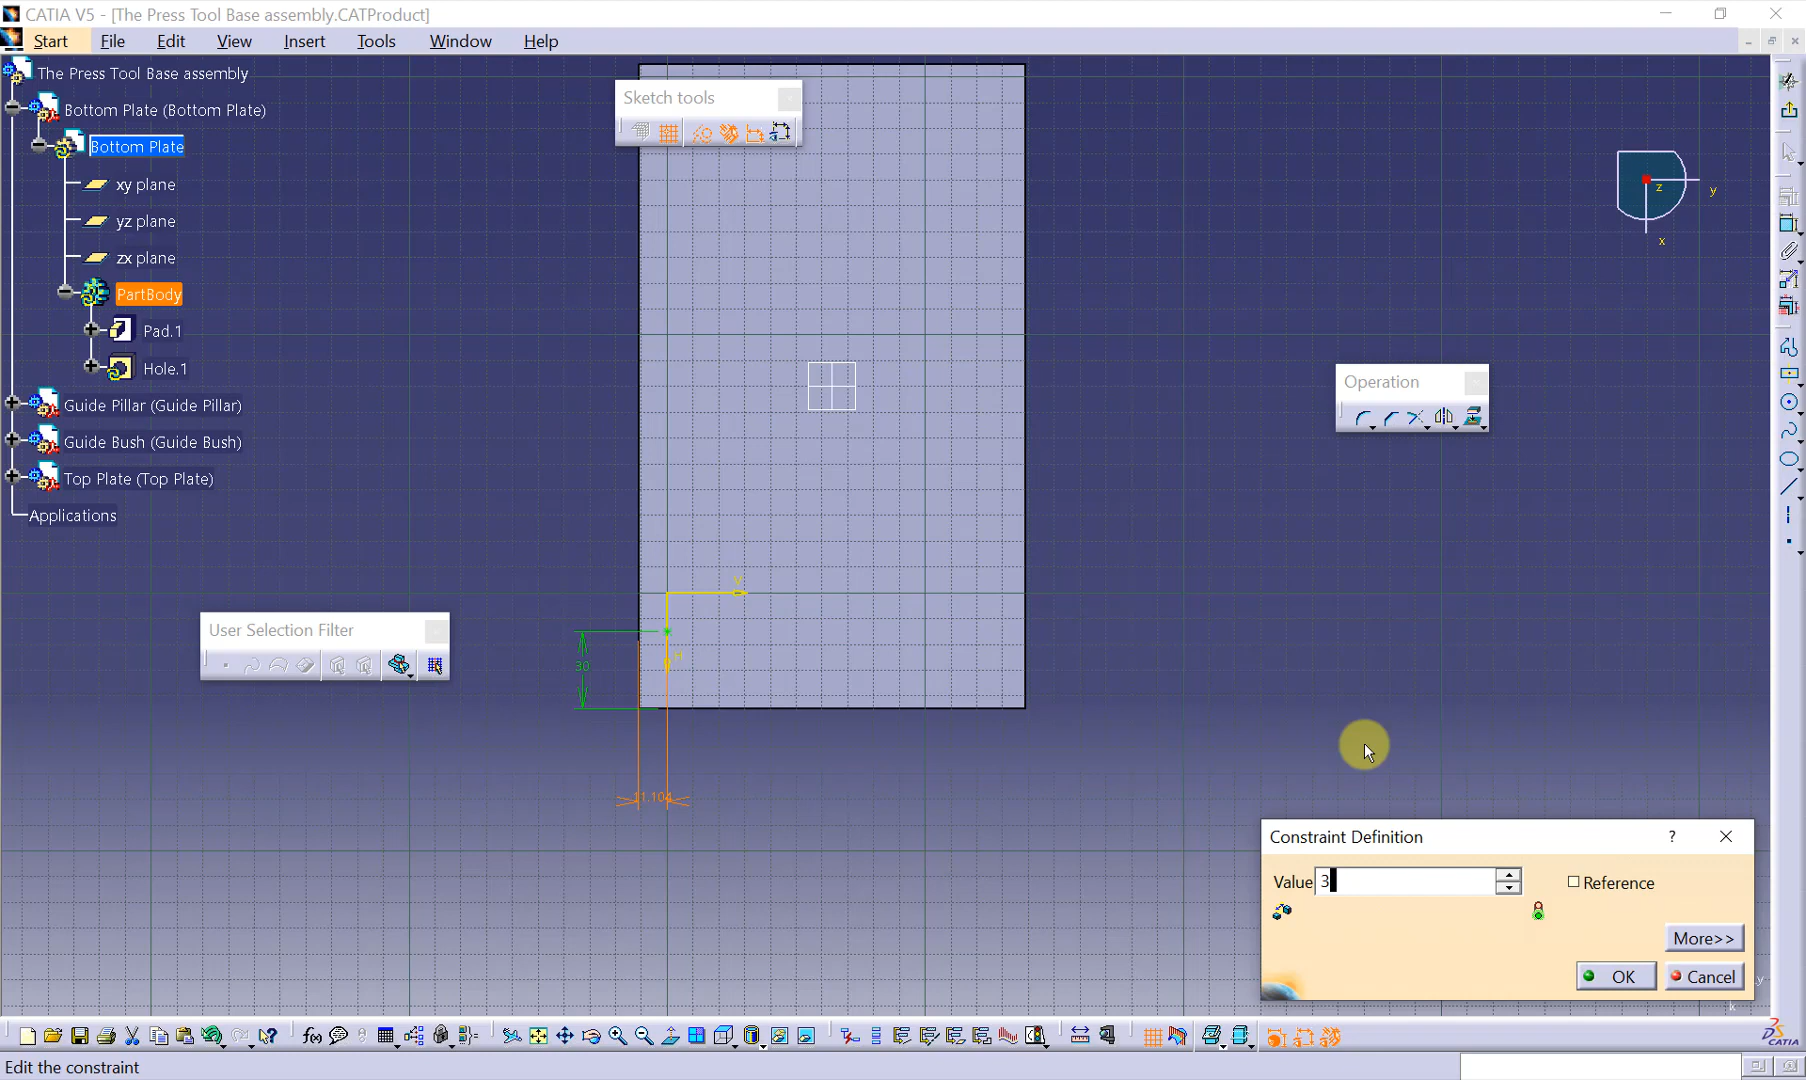 CATIA V5 - [The Press Tool Base assembly.CATProduct]
Start File Edit View Insert Tools Window Help
The Press Tool Base assembly
Bottom Plate (Bottom Plate)
Bottom Plate
xy plane
yz plane
zx plane
PartBody
Pad.1
Hole.1
Guide Pillar (Guide Pillar)
Guide Bush (Guide Bush)
Top Plate (Top Plate)
Applications
Sketch tools
z
y
x
Operation
User Selection Filter
V
H
30
11.104
Constraint Definition ?
Value 3
Reference
More>>
OK Cancel
f(x)
CATIA
Edit the constraint